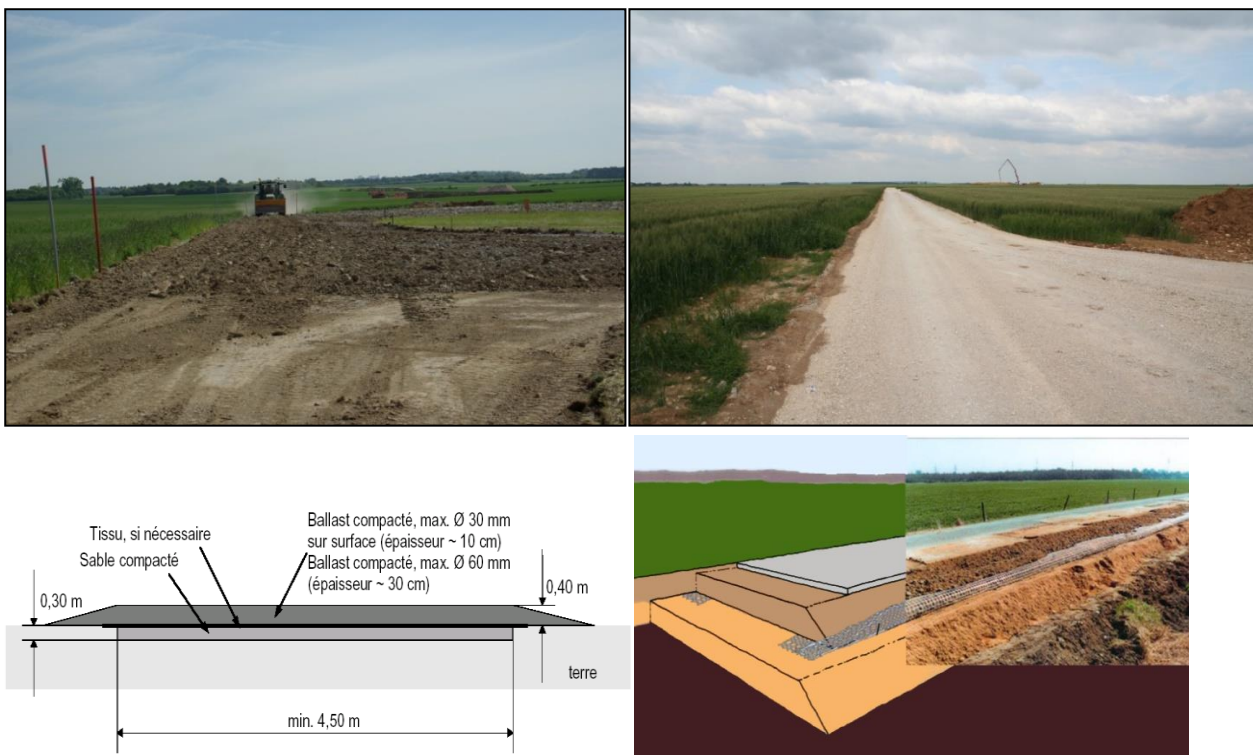 Tissu, si nécessaire
Sable compacté
Ballast compacté, max. Ø 30 mm
sur surface (épaisseur ~ 10 cm)
Ballast compacté, max. Ø 60 mm
(épaisseur ~ 30 cm)
0,30 m
0,40 m
terre
min. 4,50 m